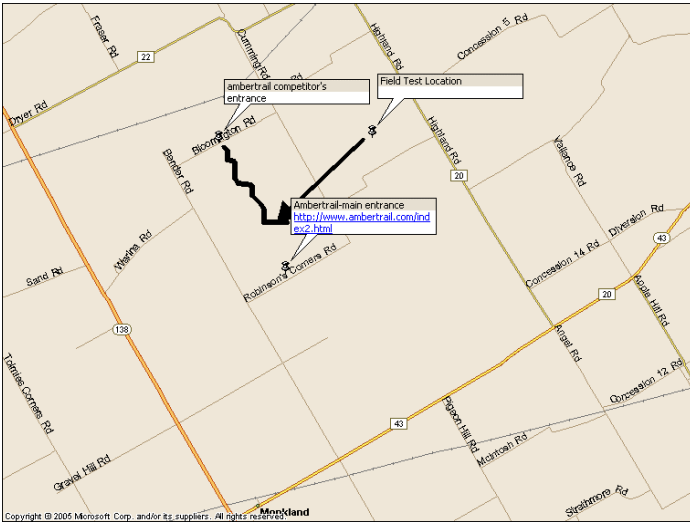 Fraser Rd
22
Cumming Rd
Highland Rd
Concession 5 Rd
ambertrail competitor's
entrance
Field Test Location
Dryer Rd
Bloomington Rd
Bender Rd
Highland Rd
Vallance Rd
20
Ambertrail-main entrance
http://www.ambertrail.com/ind
ex2.html
Diversion Rd
43
Warina Rd
Sand Rd
Robinson's Corners Rd
Concession 14 Rd
20
Apple Hill Rd
138
Angel Rd
Tolmies Corners Rd
Concession 12 Rd
Pigeon Hill Rd
43
McIntosh Rd
Gravel Hill Rd
Strathmore Rd
Monkland
Copyright © 2005 Microsoft Corp. and/or its suppliers. All rights reserved.